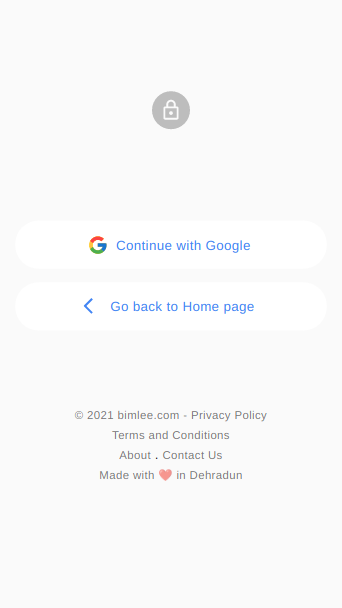 Continue with Google
Go back to Home page
© 2021 bimlee.com - Privacy Policy
Terms and Conditions
About . Contact Us
Made with ❤️ in Dehradun